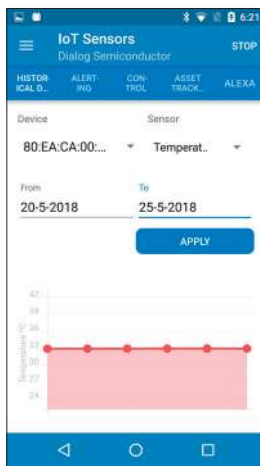 6:21
IoT Sensors
Dialog Semiconductor
STOP
HISTOR-
ICAL D...
ALERT-
ING
CON-
TROL
ASSET
TRACK...
ALEXA
Device
Sensor
80:EA:CA:00:...
Temperat..
From
To
20-5-2018
25-5-2018
APPLY
Temperature °C
42
39
36
33
30
27
24